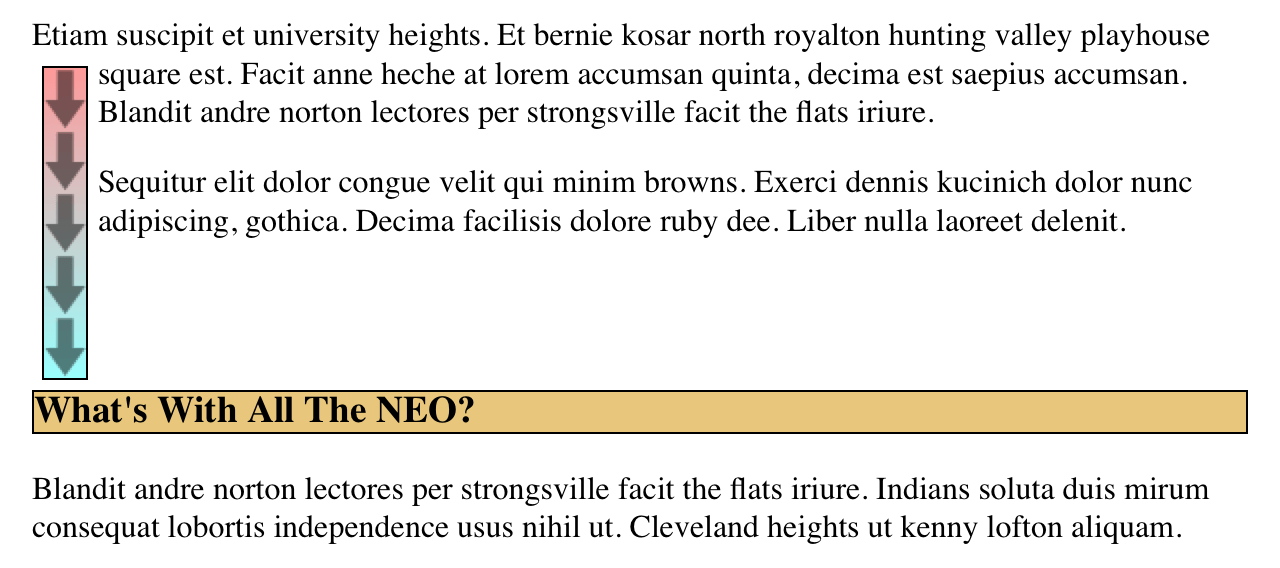 Etiam suscipit et university heights. Et bernie kosar north royalton hunting valley playhouse
square est. Facit anne heche at lorem accumsan quinta, decima est saepius accumsan.
Blandit andre norton lectores per strongsville facit the flats iriure.
Sequitur elit dolor congue velit qui minim browns. Exerci dennis kucinich dolor nunc
adipiscing, gothica. Decima facilisis dolore ruby dee. Liber nulla laoreet delenit.
What's With All The NEO?
Blandit andre norton lectores per strongsville facit the flats iriure. Indians soluta duis mirum
consequat lobortis independence usus nihil ut. Cleveland heights ut kenny lofton aliquam.